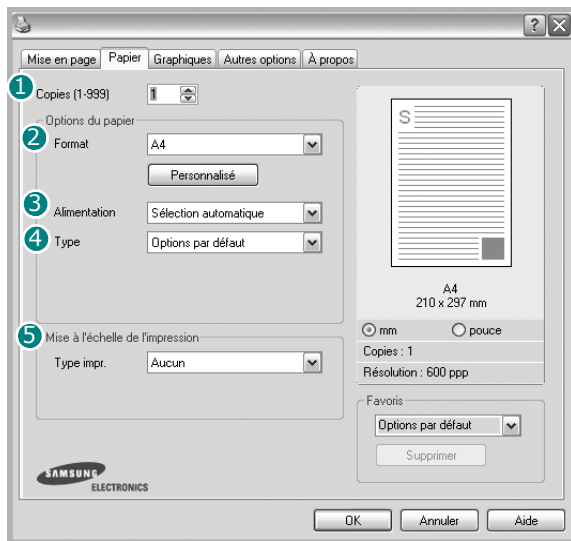 ?
Mise en page Papier Graphiques Autres options À propos
1 Copies (1-999) 1
Options du papier
2 Format A4
Personnalisé
3 Alimentation Sélection automatique
4 Type Options par défaut
5 Mise à l'échelle de l'impression
Type impr. Aucun
S
A4
210 x 297 mm
mm pouce
Copies : 1
Résolution : 600 ppp
Favoris
Options par défaut
Supprimer
SAMSUNG
ELECTRONICS
OK Annuler Aide